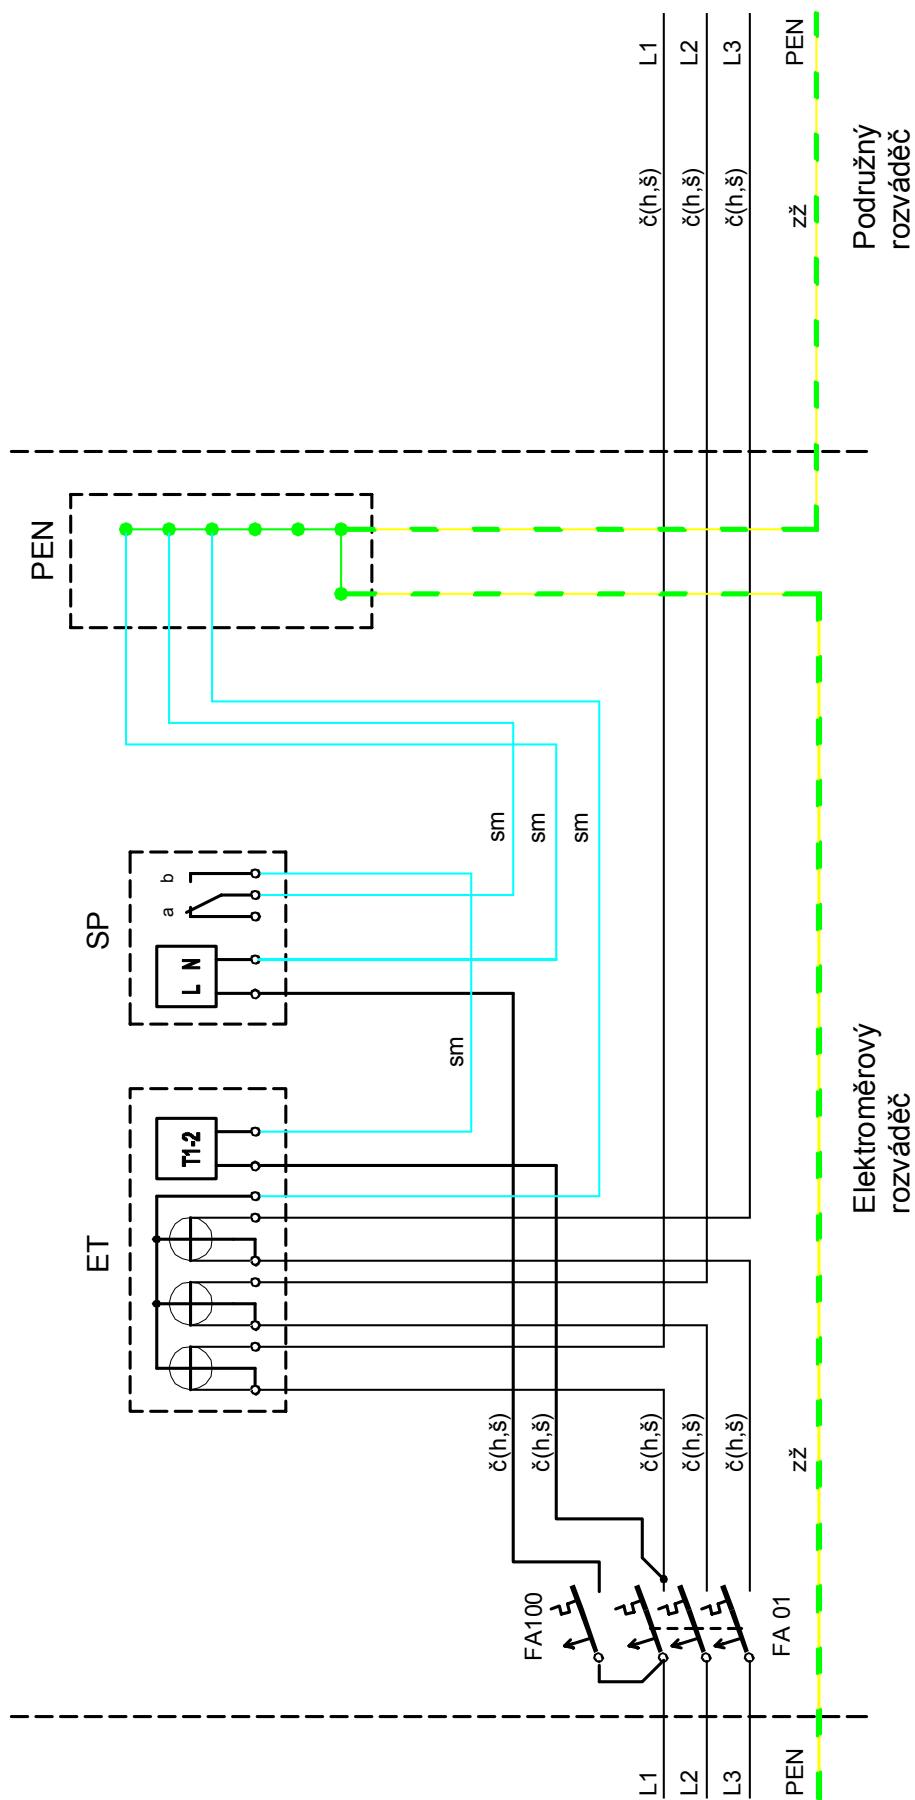 L1
L2
L3
PEN
č(h,š)
č(h,š)
č(h,š)
zž
Podružný
rozváděč
PEN
SP
a
b
L N
sm
sm
sm
sm
ET
T1-2
Elektroměrový
rozváděč
č(h,š)
č(h,š)
č(h,š)
č(h,š)
č(h,š)
zž
FA100
FA 01
L1
L2
L3
PEN